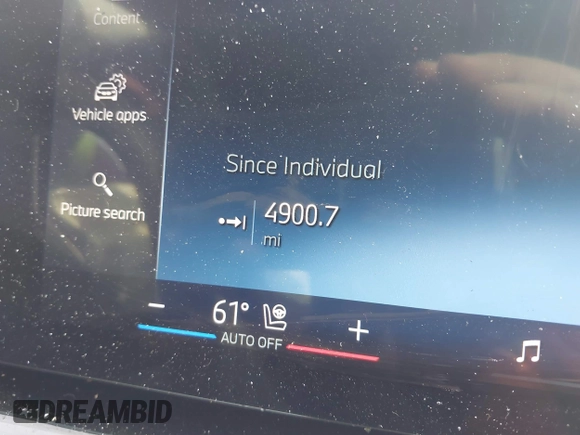 Content
Vehicle apps
Picture search
Since Individual
4900.7
mi
− 61° +
AUTO OFF
DREAMBID